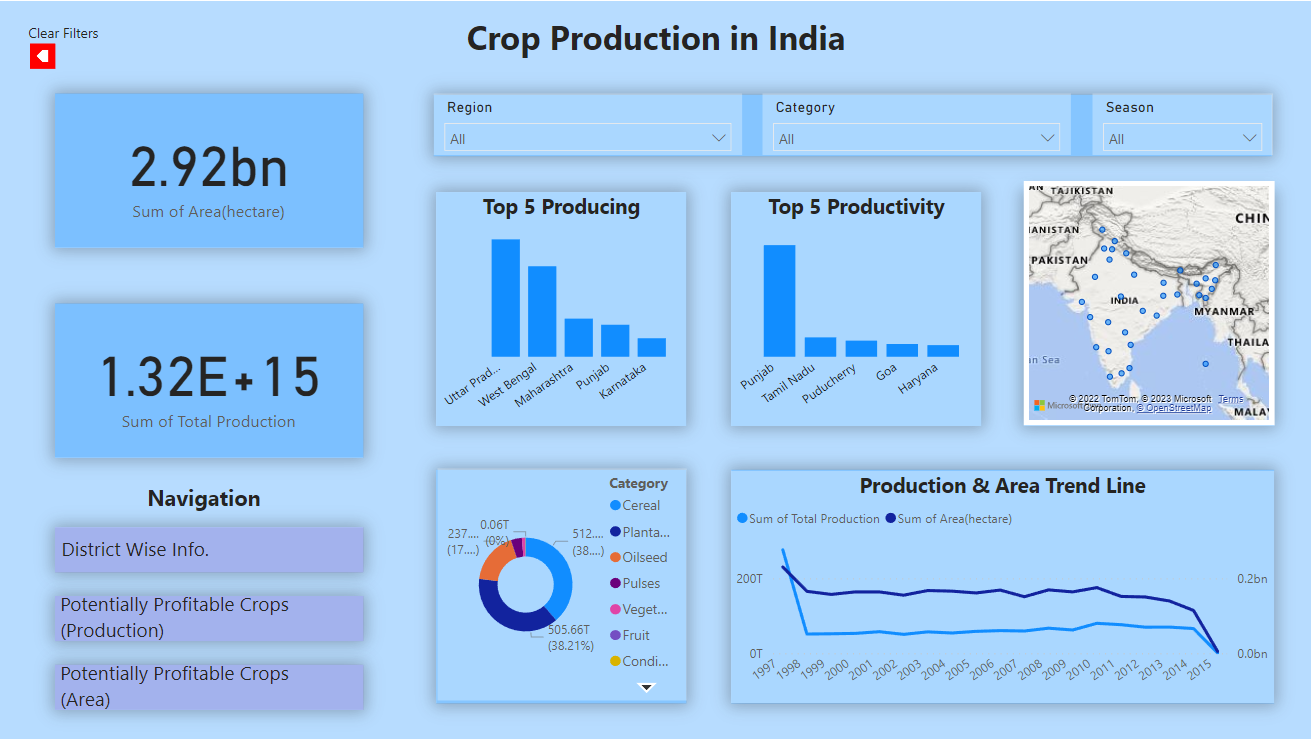 Clear Filters
Crop Production in India
2.92bn
Sum of Area(hectare)
1.32E+15
Sum of Total Production
Navigation
District Wise Info.
Potentially Profitable Crops
(Production)
Potentially Profitable Crops
(Area)
Region
All
Category
All
Season
All
Top 5 Producing
Uttar Prad...
West Bengal
Maharashtra
Punjab
Karnataka
Top 5 Productivity
Punjab
Tamil Nadu
Puducherry
Goa
Haryana
AN TAJIKISTAN
CHIN
ANISTAN
PAKISTAN
INDIA
MYANMAR
THAILA
an Sea
© 2022 TomTom, © 2023 Microsoft Terms
Microsoft Corporation, © OpenStreetMap
MALAY
Category
Cereal
Planta...
Oilseed
Pulses
Veget...
Fruit
Condi...
0.06T
(0%)
237....
(17....)
512....
(38....)
505.66T
(38.21%)
Production & Area Trend Line
Sum of Total Production
Sum of Area(hectare)
200T
0T
0.2bn
0.0bn
1997
1998
1999
2000
2001
2002
2003
2004
2005
2006
2007
2008
2009
2010
2011
2012
2013
2014
2015